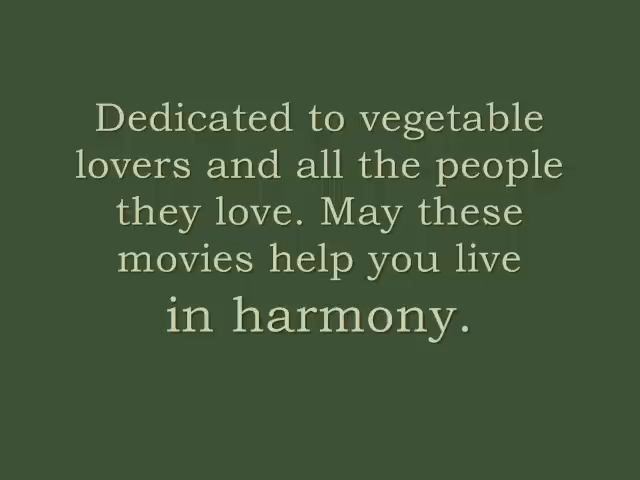 Dedicated to vegetable
lovers and all the people
they love. May these
movies help you live
in harmony.